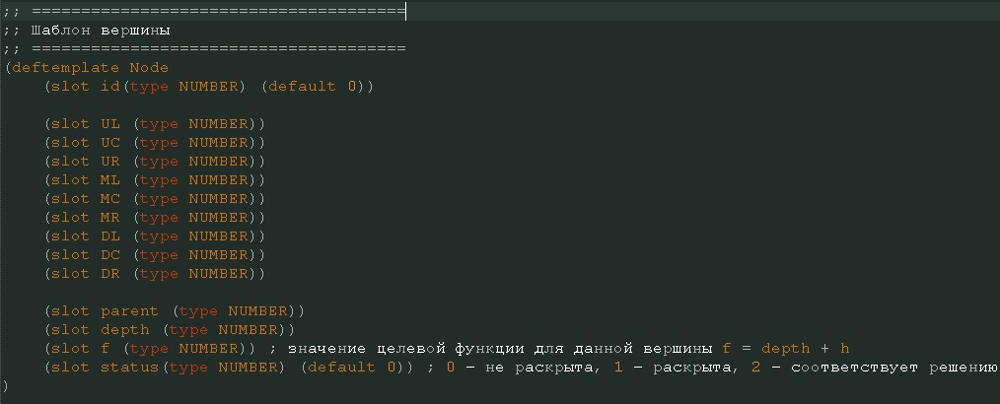 ;; ======================================
;; Шаблон вершины
;; ======================================
(deftemplate Node
(slot id(type NUMBER) (default 0))
(slot UL (type NUMBER))
(slot UC (type NUMBER))
(slot UR (type NUMBER))
(slot ML (type NUMBER))
(slot MC (type NUMBER))
(slot MR (type NUMBER))
(slot DL (type NUMBER))
(slot DC (type NUMBER))
(slot DR (type NUMBER))
(slot parent (type NUMBER))
(slot depth (type NUMBER))
(slot f (type NUMBER)) ; значение целевой функции для данной вершины f = depth + h
(slot status(type NUMBER) (default 0)) ; 0 - не раскрыта, 1 - раскрыта, 2 - соответствует решению
)